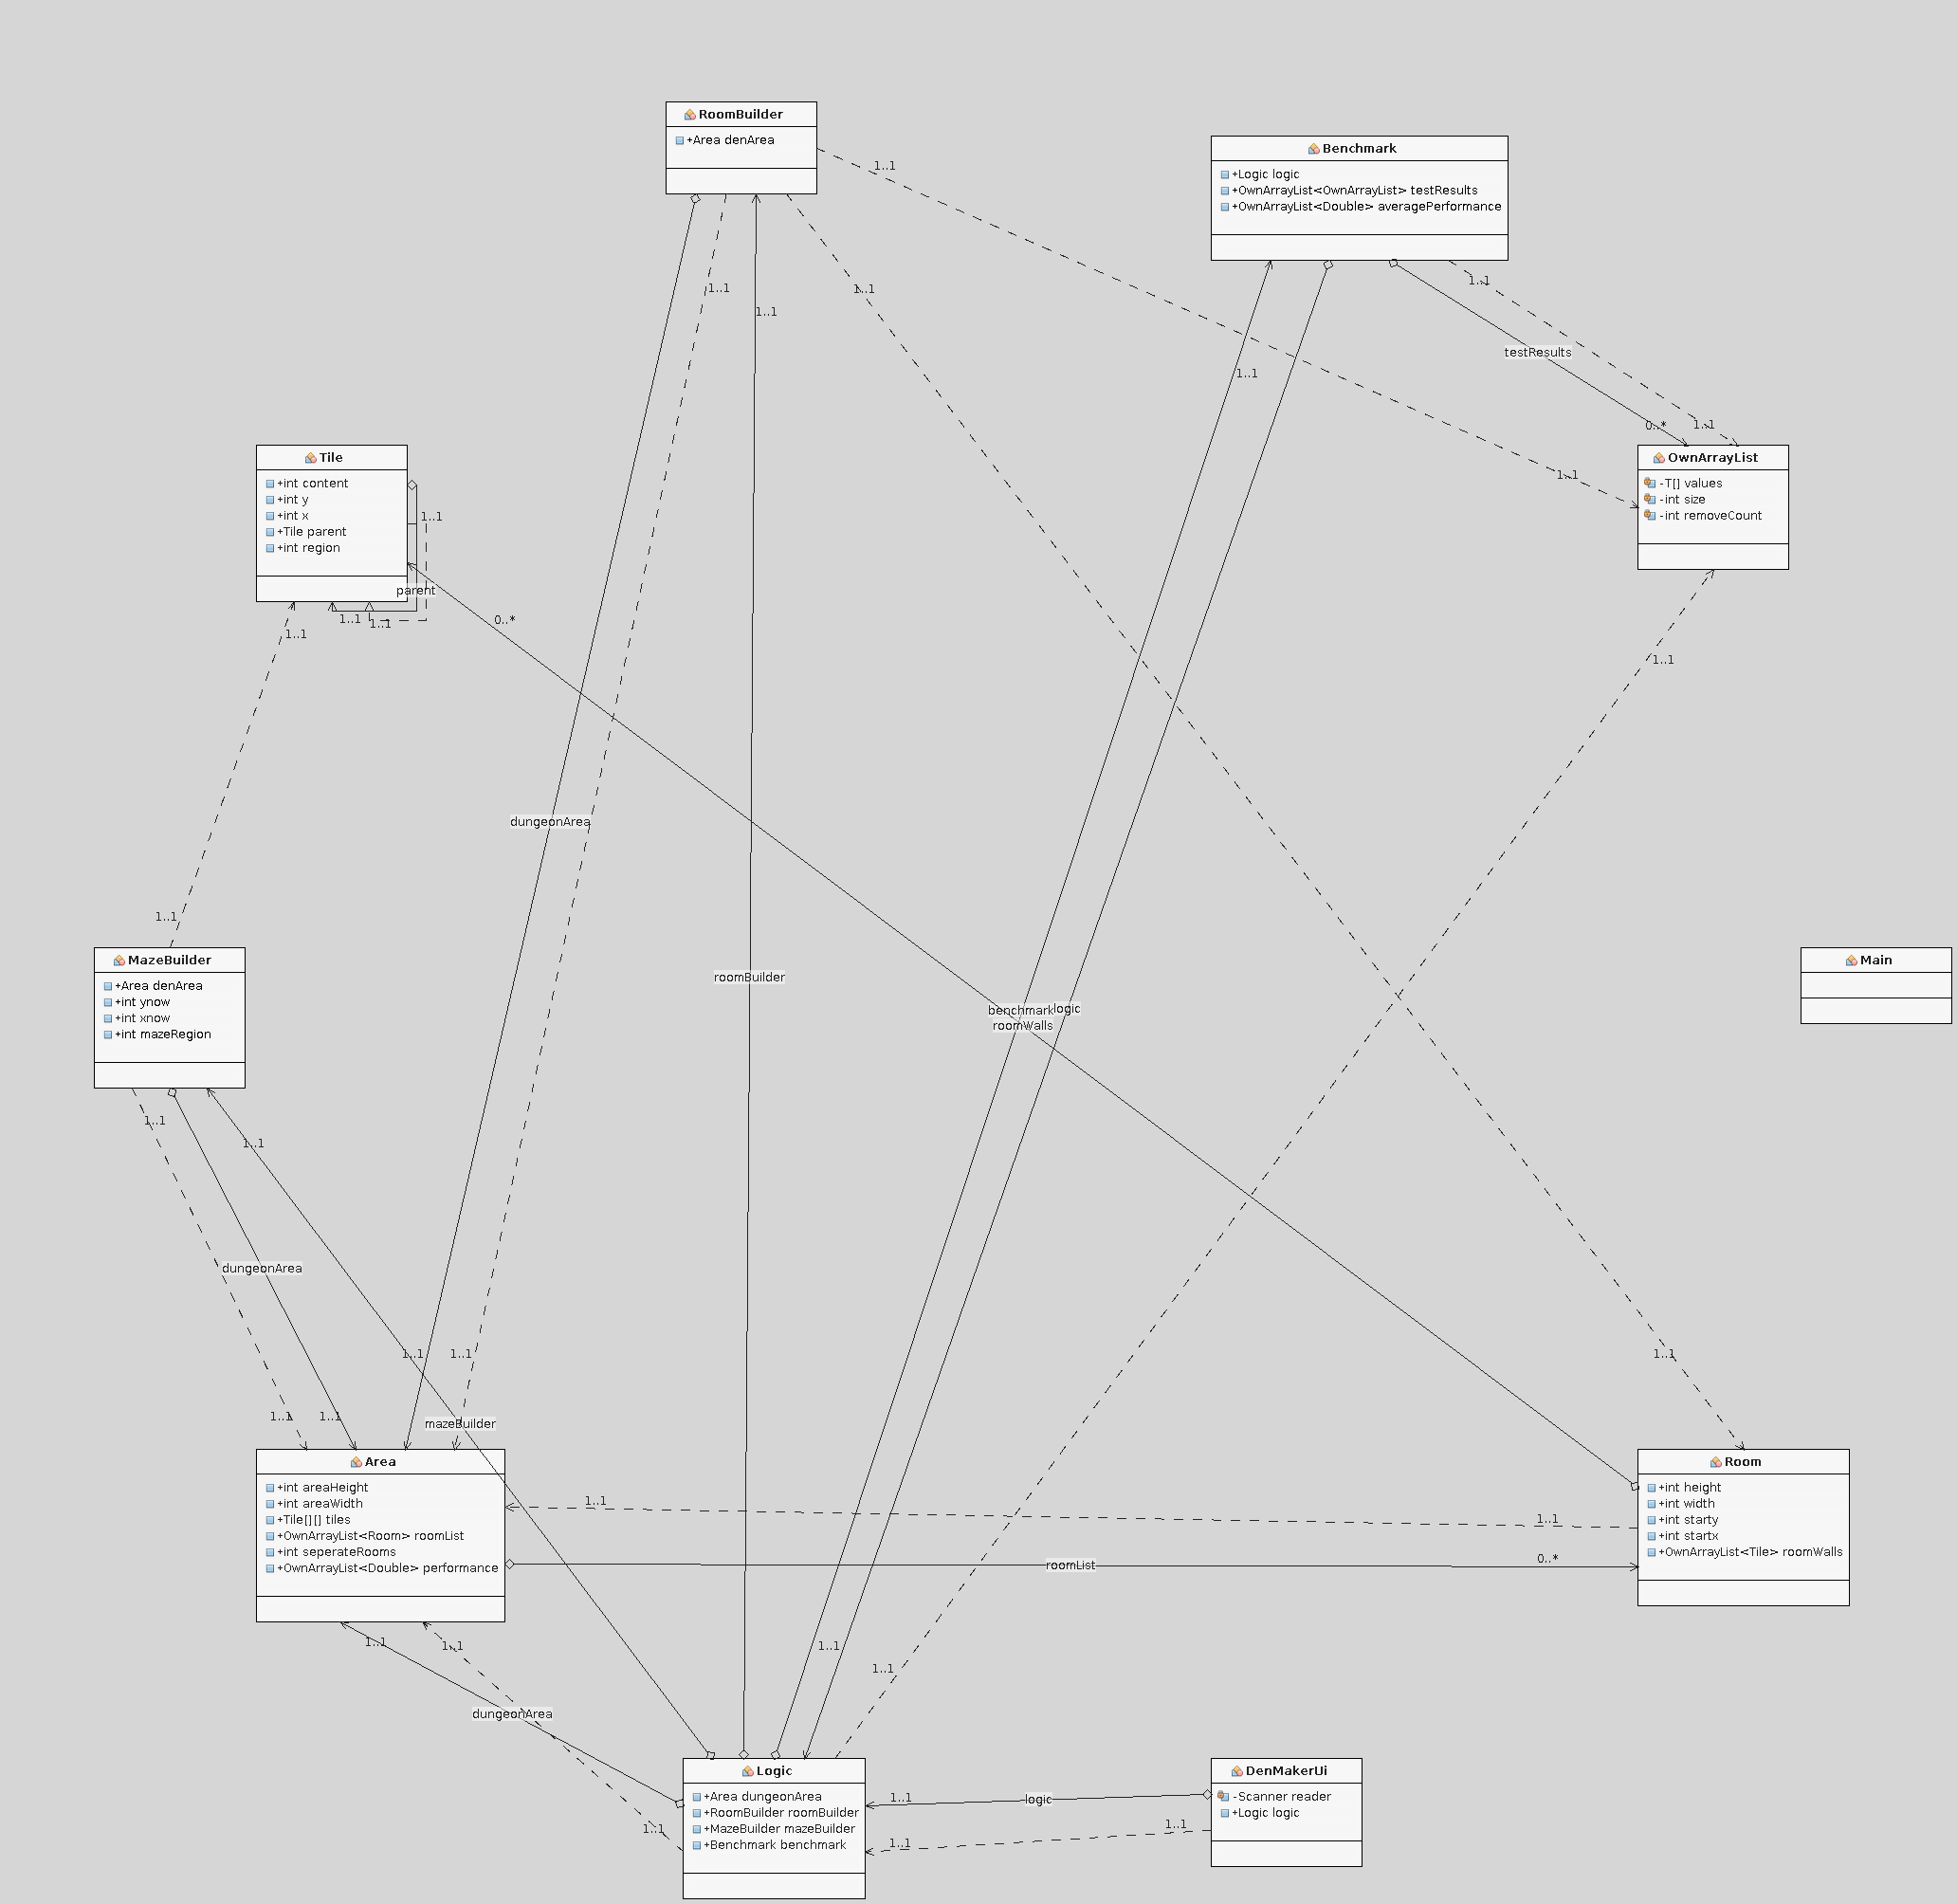 RoomBuilder
+Area denArea
Benchmark
+Logic logic
+OwnArrayList<OwnArrayList> testResults
+OwnArrayList<Double> averagePerformance
1..1
1..1
1..1
1..1
1..1
testResults
1..1
0..*
1..1
Tile
+int content
+int y
+int x
+Tile parent
+int region
OwnArrayList
-T[] values
-int size
-int removeCount
1..1
1..1
parent
1..1
1..1
0..*
1..1
1..1
dungeonArea
1..1
MazeBuilder
+Area denArea
+int ynow
+int xnow
+int mazeRegion
Main
roomBuilder
benchmark
logic
roomWalls
1..1
1..1
dungeonArea
1..1
1..1
1..1
1..1
1..1
mazeBuilder
Area
+int areaHeight
+int areaWidth
+Tile[][] tiles
+OwnArrayList<Room> roomList
+int seperateRooms
+OwnArrayList<Double> performance
Room
+int height
+int width
+int starty
+int startx
+OwnArrayList<Tile> roomWalls
1..1
1..1
roomList
0..*
1..1
1..1
1..1
1..1
dungeonArea
1..1
Logic
+Area dungeonArea
+RoomBuilder roomBuilder
+MazeBuilder mazeBuilder
+Benchmark benchmark
DenMakerUi
-Scanner reader
+Logic logic
1..1
logic
1..1
1..1